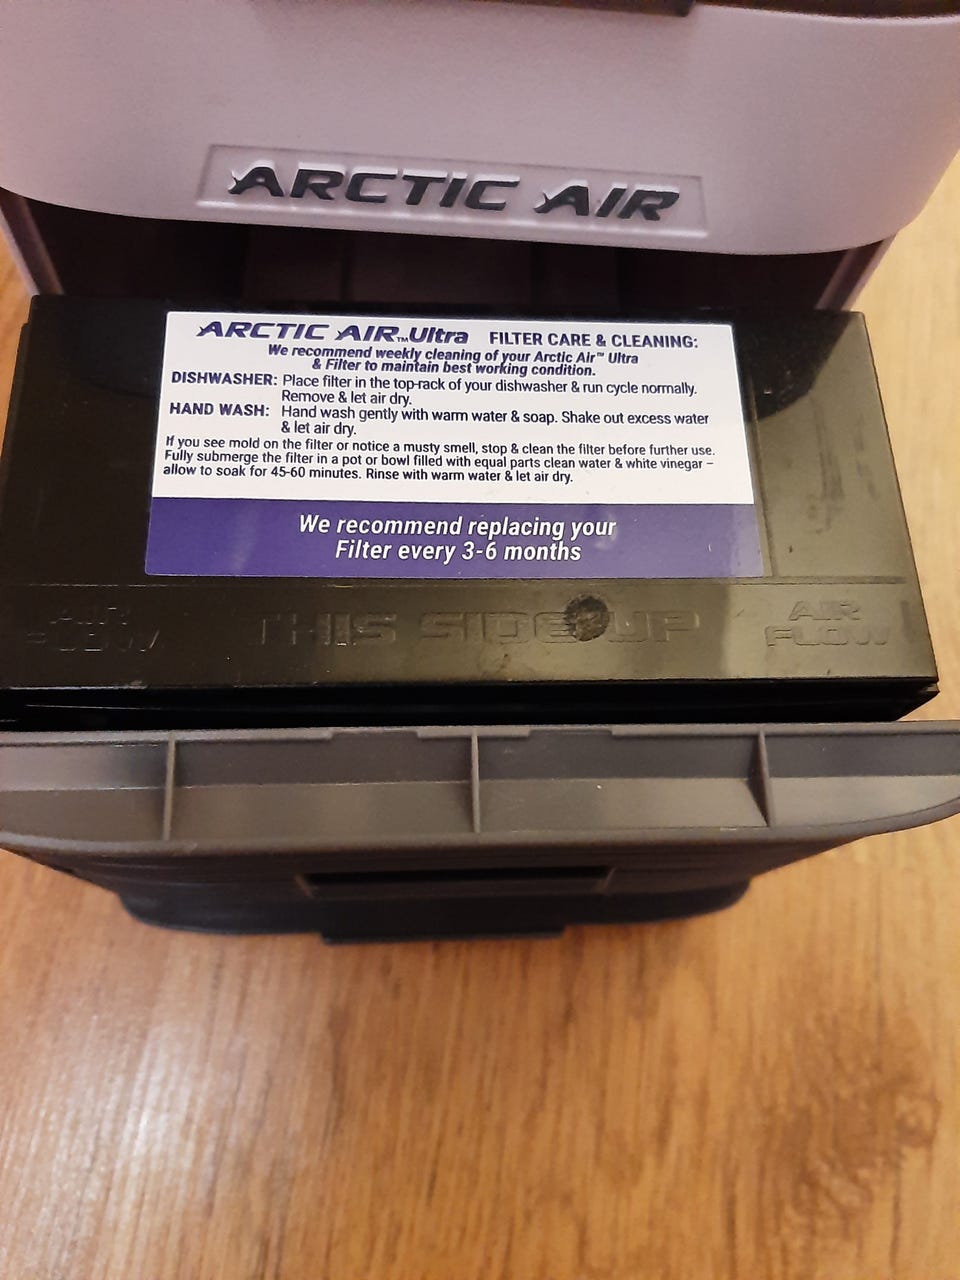 ARCTIC AIR
ARCTIC AIR™ Ultra FILTER CARE & CLEANING:
We recommend weekly cleaning of your Arctic Air™ Ultra
& Filter to maintain best working condition.
DISHWASHER: Place filter in the top-rack of your dishwasher & run cycle normally.
Remove & let air dry.
HAND WASH: Hand wash gently with warm water & soap. Shake out excess water
& let air dry.
If you see mold on the filter or notice a musty smell, stop & clean the filter before further use.
Fully submerge the filter in a pot or bowl filled with equal parts clean water & white vinegar –
allow to soak for 45-60 minutes. Rinse with warm water & let air dry.
We recommend replacing your
Filter every 3-6 months
AIR FLOW
THIS SIDE UP
AIR FLOW